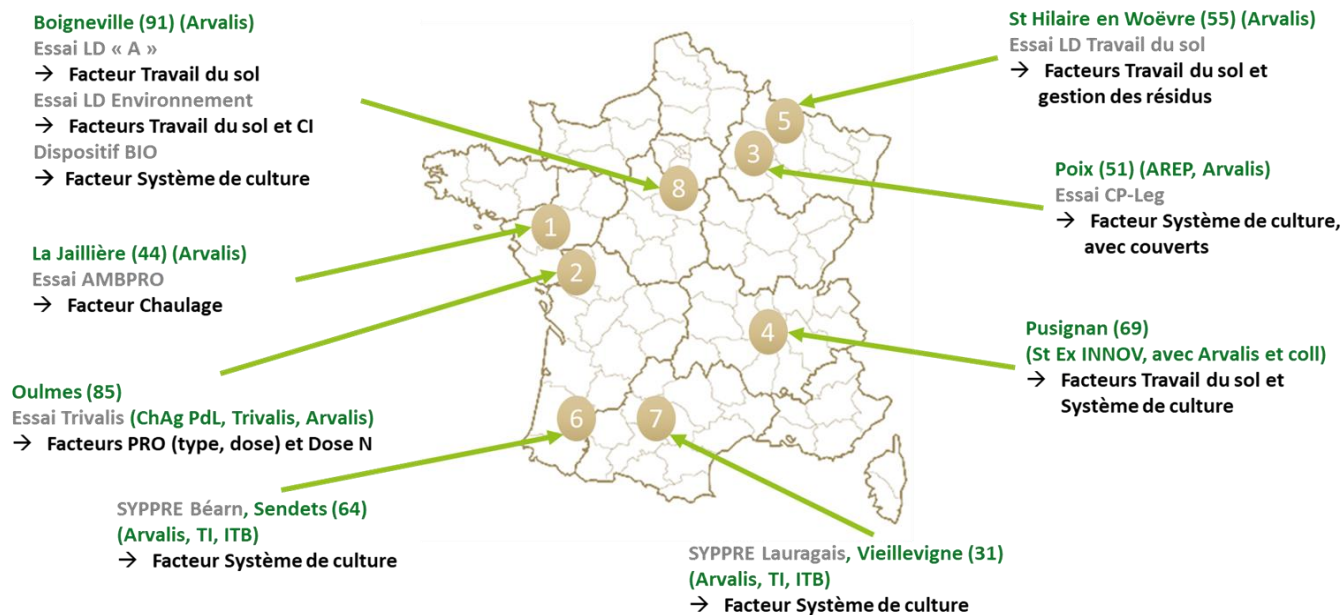 Boigneville (91) (Arvalis)
Essai LD « A »
→ Facteur Travail du sol
Essai LD Environnement
→ Facteurs Travail du sol et CI
Dispositif BIO
→ Facteur Système de culture
La Jaillière (44) (Arvalis)
Essai AMBPRO
→ Facteur Chaulage
Oulmes (85)
Essai Trivalis (ChAg PdL, Trivalis, Arvalis)
→ Facteurs PRO (type, dose) et Dose N
SYPPRE Béarn, Sendets (64)
(Arvalis, TI, ITB)
→ Facteur Système de culture
St Hilaire en Woëvre (55) (Arvalis)
Essai LD Travail du sol
→ Facteurs Travail du sol et
gestion des résidus
Poix (51) (AREP, Arvalis)
Essai CP-Leg
→ Facteur Système de culture,
avec couverts
Pusignan (69)
(St Ex INNOV, avec Arvalis et coll)
→ Facteurs Travail du sol et
Système de culture
SYPPRE Lauragais, Vieillevigne (31)
(Arvalis, TI, ITB)
→ Facteur Système de culture
5
3
8
1
2
4
6
7